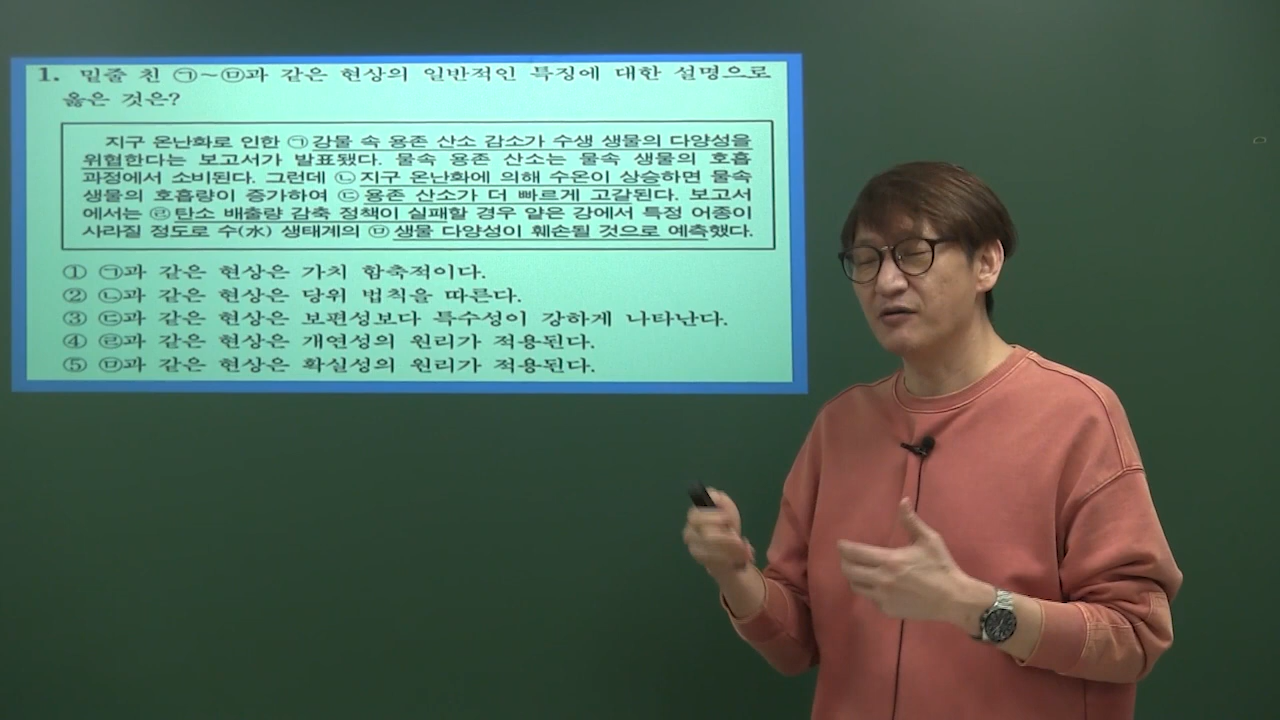 1. 밑줄 친 ㉠~㉤과 같은 현상의 일반적인 특징에 대한 설명으로
옳은 것은?
지구 온난화로 인한 ㉠강물 속 용존 산소 감소가 수생 생물의 다양성을
위협한다는 보고서가 발표됐다. 물속 용존 산소는 물속 생물의 호흡
과정에서 소비된다. 그런데 ㉡지구 온난화에 의해 수온이 상승하면 물속
생물의 호흡량이 증가하여 ㉢용존 산소가 더 빠르게 고갈된다. 보고서
에서는 ㉣탄소 배출량 감축 정책이 실패할 경우 얕은 강에서 특정 어종이
사라질 정도로 수(水) 생태계의 ㉤생물 다양성이 훼손될 것으로 예측했다.
① ㉠과 같은 현상은 가치 함축적이다.
② ㉡과 같은 현상은 당위 법칙을 따른다.
③ ㉢과 같은 현상은 보편성보다 특수성이 강하게 나타난다.
④ ㉣과 같은 현상은 개연성의 원리가 적용된다.
⑤ ㉤과 같은 현상은 확실성의 원리가 적용된다.